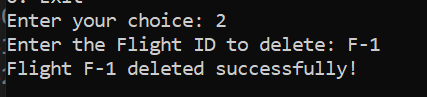 Enter your choice: 2
Enter the Flight ID to delete: F-1
Flight F-1 deleted successfully!